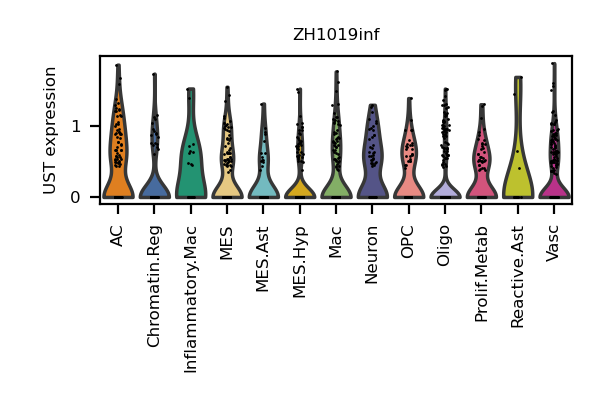 ZH1019inf
UST expression
1
0
AC
Chromatin.Reg
Inflammatory.Mac
MES
MES.Ast
MES.Hyp
Mac
Neuron
OPC
Oligo
Prolif.Metab
Reactive.Ast
Vasc